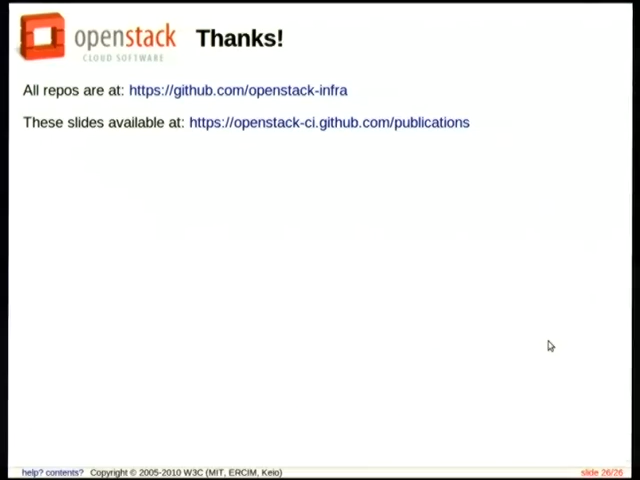 openstack
CLOUD SOFTWARE
Thanks!
All repos are at: https://github.com/openstack-infra
These slides available at: https://openstack-ci.github.com/publications
help? contents? Copyright © 2005-2010 W3C (MIT, ERCIM, Keio)
slide 26/26